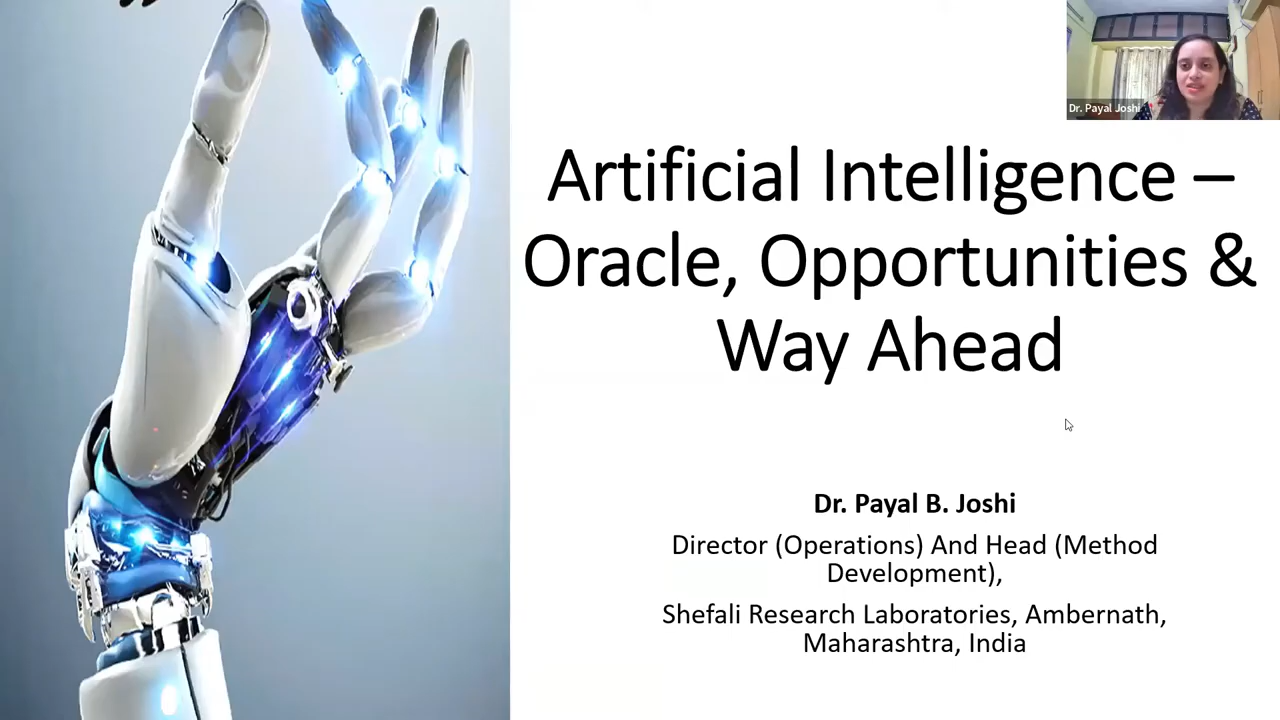 Dr. Payal Joshi
Artificial Intelligence –
Oracle, Opportunities &
Way Ahead
Dr. Payal B. Joshi
Director (Operations) And Head (Method
Development),
Shefali Research Laboratories, Ambernath,
Maharashtra, India